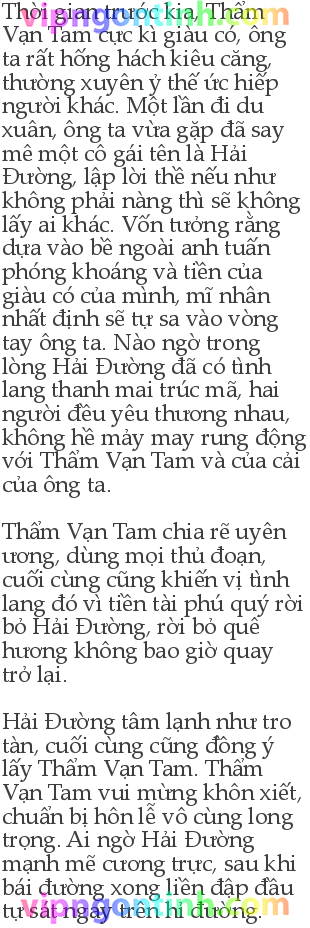 Thời gian trước kia, Thẩm
vipngontinh.com
Vạn Tam cực kì giàu có, ông
ta rất hống hách kiêu căng,
thường xuyên ỷ thế ức hiếp
người khác. Một lần đi du
xuân, ông ta vừa gặp đã say
mê một cô gái tên là Hải
Đường, lập lời thề nếu như
không phải nàng thì sẽ không
lấy ai khác. Vốn tưởng rằng
dựa vào bề ngoài anh tuấn
phóng khoáng và tiền của
giàu có của mình, mĩ nhân
nhất định sẽ tự sa vào vòng
tay ông ta. Nào ngờ trong
lòng Hải Đường đã có tình
lang thanh mai trúc mã, hai
người đều yêu thương nhau,
không hề mảy may rung động
với Thẩm Vạn Tam và của cải
của ông ta.
Thẩm Vạn Tam chia rẽ uyên
ương, dùng mọi thủ đoạn,
cuối cùng cũng khiến vị tình
lang đó vì tiền tài phú quý rời
bỏ Hải Đường, rời bỏ quê
hương không bao giờ quay
trở lại.
Hải Đường tâm lạnh như tro
tàn, cuối cùng cũng đồng ý
lấy Thẩm Vạn Tam. Thẩm
Vạn Tam vui mừng khôn xiết,
chuẩn bị hôn lễ vô cùng long
trọng. Ai ngờ Hải Đường
mạnh mẽ cương trực, sau khi
bái đường xong liền đập đầu
tự sát ngay trên hỉ đường.
vipngontinh.com